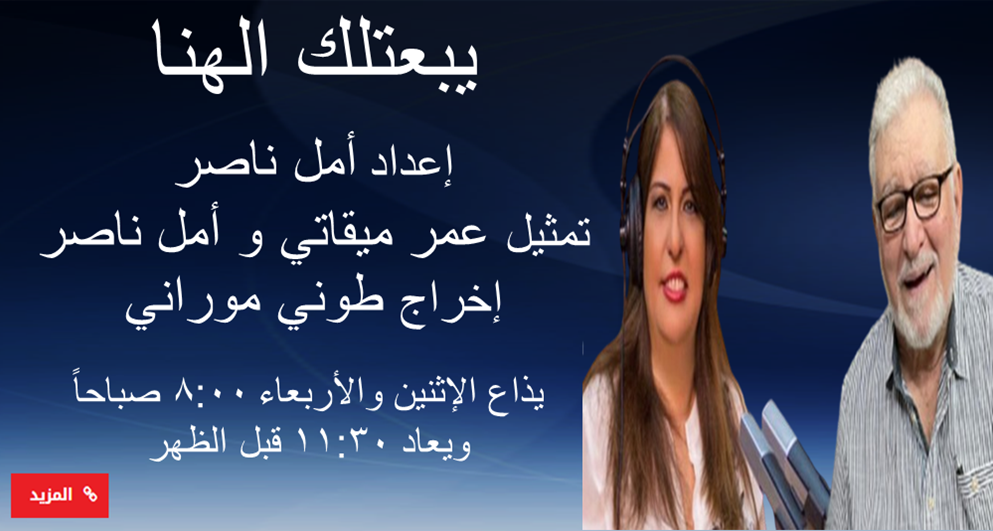 يبعتلك الهنا
إعداد أمل ناصر
تمثيل عمر ميقاتي و أمل ناصر
إخراج طوني موراني
يذاع الإثنين والأربعاء ٨:٠٠ صباحاً
ويعاد ١١:٣٠ قبل الظهر
المزيد